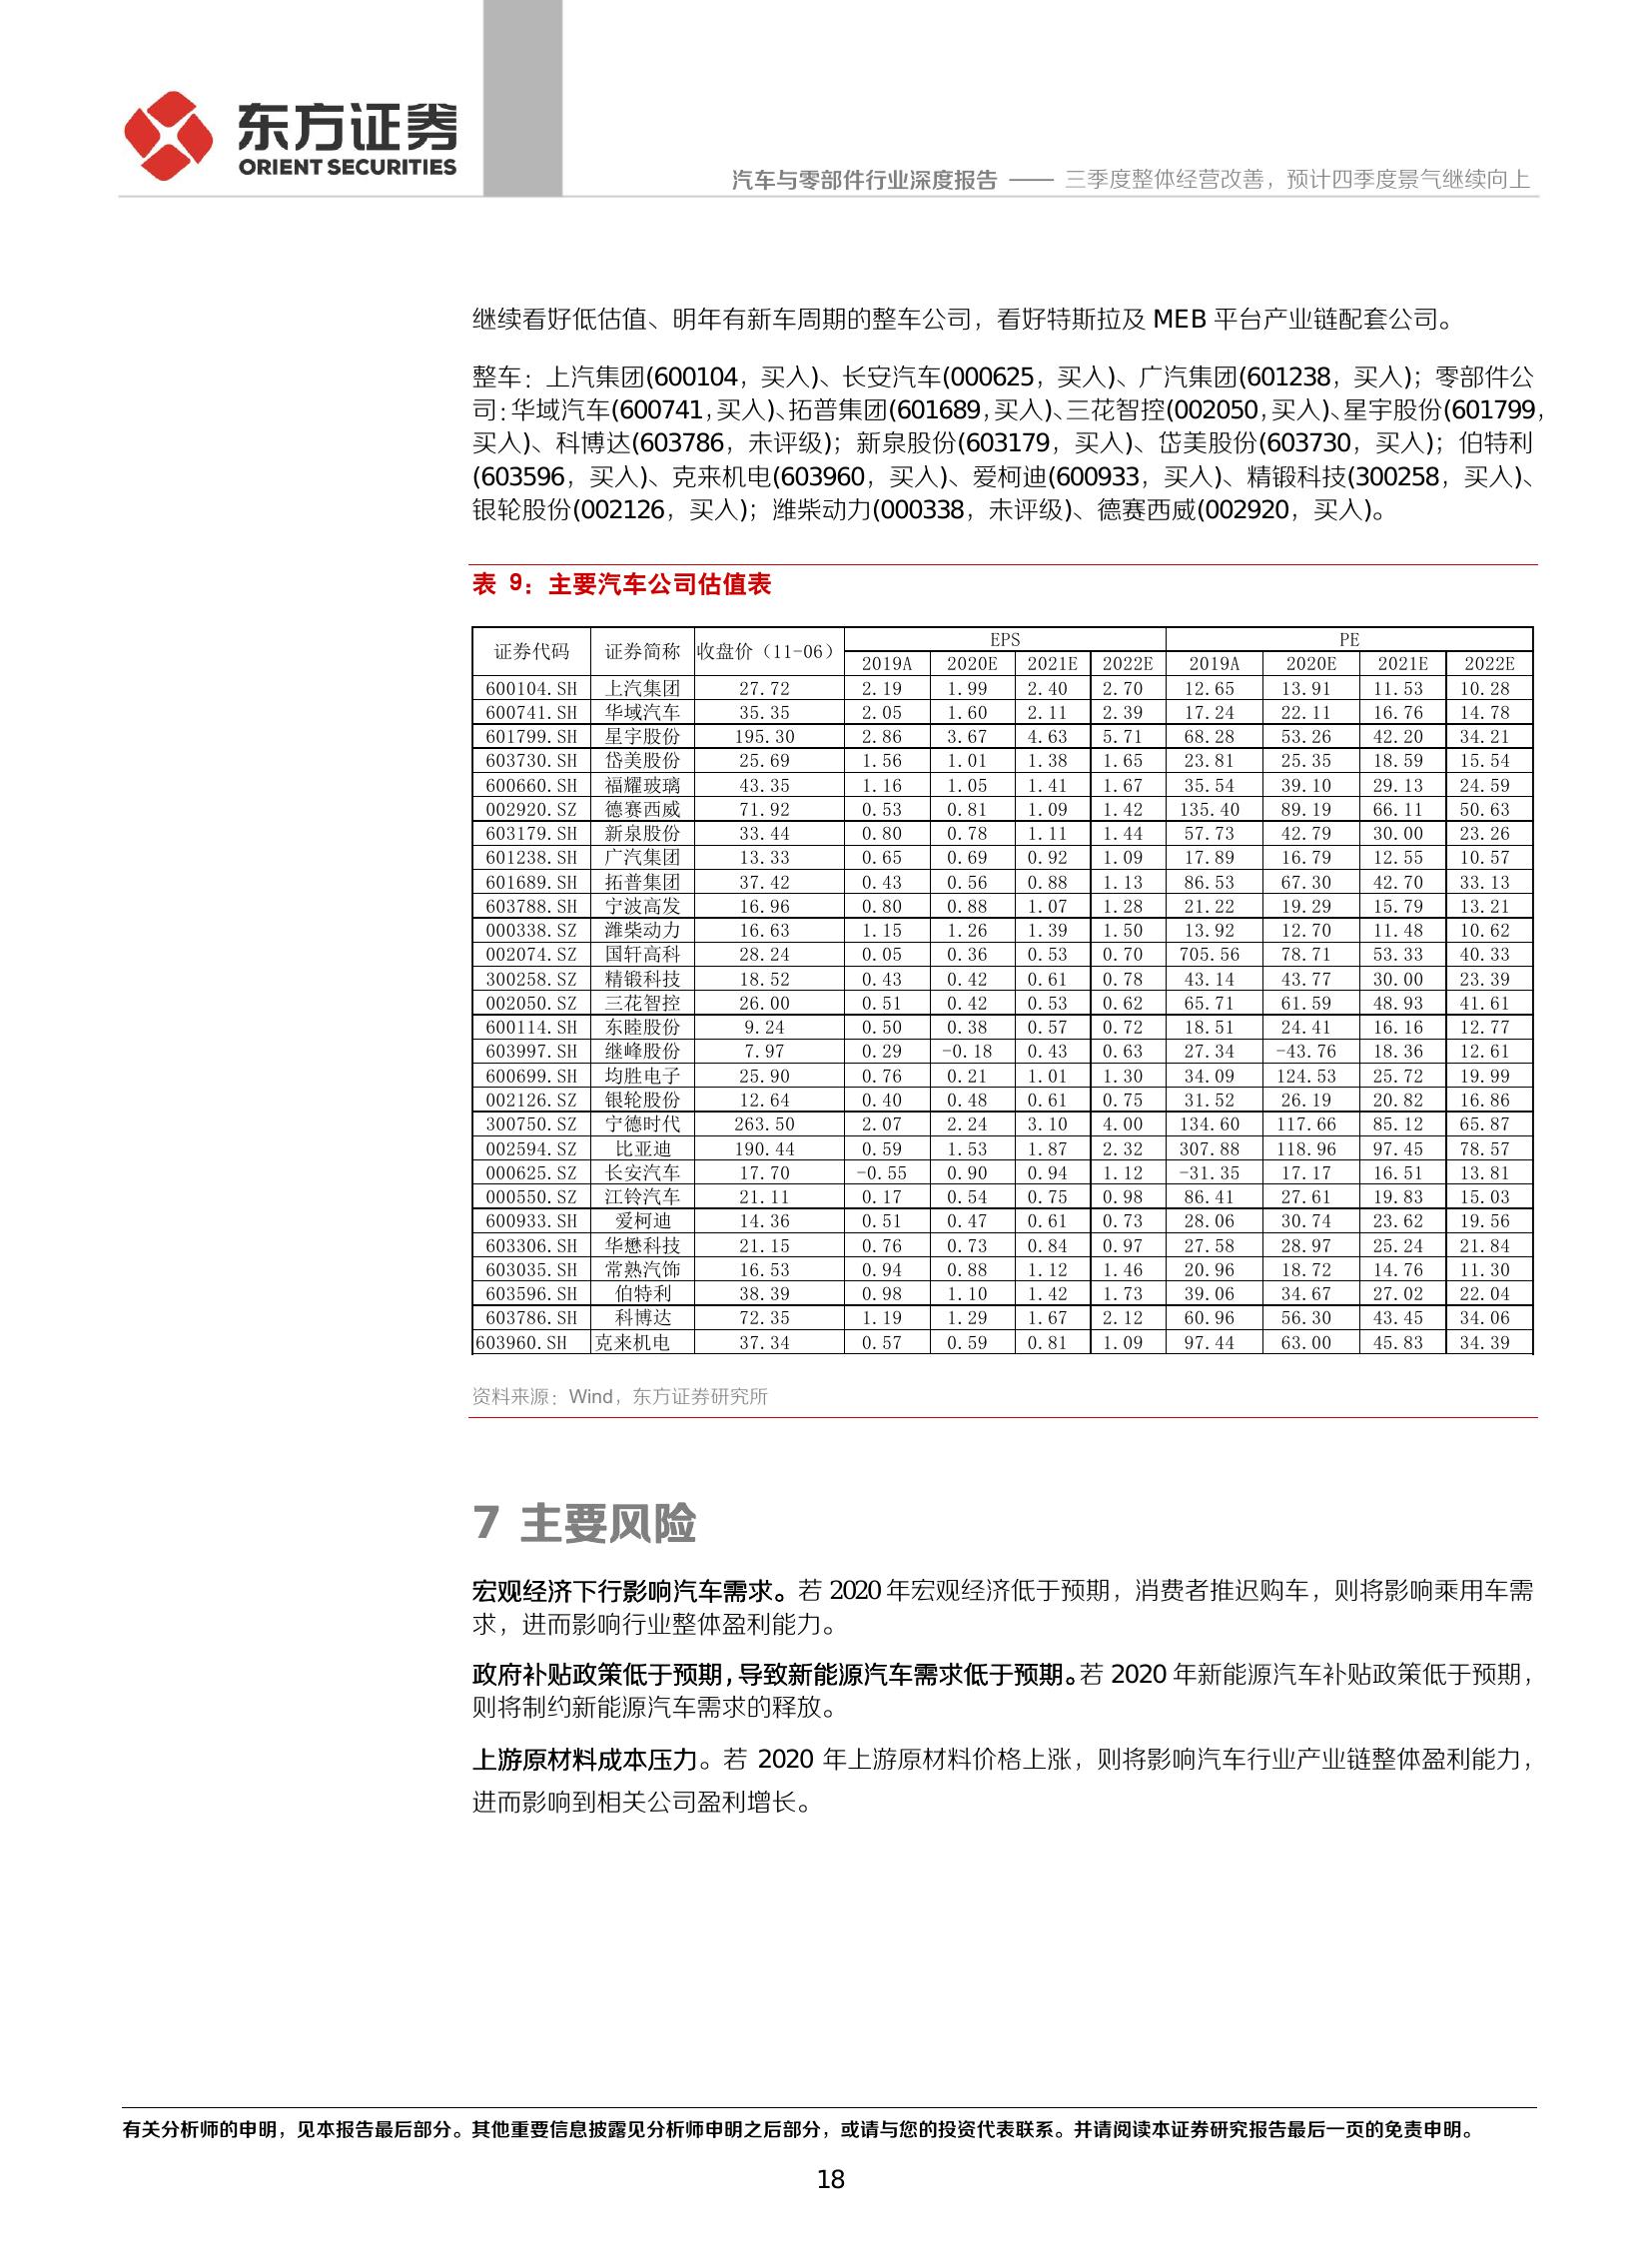 东方证券
ORIENT SECURITIES
汽车与零部件行业深度报告 —— 三季度整体经营改善，预计四季度景气继续向上
继续看好低估值、明年有新车周期的整车公司，看好特斯拉及 MEB 平台产业链配套公司。
整车：上汽集团(600104，买入)、长安汽车(000625，买入)、广汽集团(601238，买入)；零部件公
司：华域汽车(600741，买入)、拓普集团(601689，买入)、三花智控(002050，买入)、星宇股份(601799，
买入)、科博达(603786，未评级)；新泉股份(603179，买入)、岱美股份(603730，买入)；伯特利
(603596，买入)、克来机电(603960，买入)、爱柯迪(600933，买入)、精锻科技(300258，买入)、
银轮股份(002126，买入)；潍柴动力(000338，未评级)、德赛西威(002920，买入)。
表 9：主要汽车公司估值表
证券代码 证券简称 收盘价（11-06） EPS PE
2019A 2020E 2021E 2022E 2019A 2020E 2021E 2022E
600104.SH 上汽集团 27.72 2.19 1.99 2.40 2.70 12.65 13.91 11.53 10.28
600741.SH 华域汽车 35.35 2.05 1.60 2.11 2.39 17.24 22.11 16.76 14.78
601799.SH 星宇股份 195.30 2.86 3.67 4.63 5.71 68.28 53.26 42.20 34.21
603730.SH 岱美股份 25.69 1.56 1.01 1.38 1.65 23.81 25.35 18.59 15.54
600660.SH 福耀玻璃 43.35 1.16 1.05 1.41 1.67 35.54 39.10 29.13 24.59
002920.SZ 德赛西威 71.92 0.53 0.81 1.09 1.42 135.40 89.19 66.11 50.63
603179.SH 新泉股份 33.44 0.80 0.78 1.11 1.44 57.73 42.79 30.00 23.26
601238.SH 广汽集团 13.33 0.65 0.69 0.92 1.09 17.89 16.79 12.55 10.57
601689.SH 拓普集团 37.42 0.43 0.56 0.88 1.13 86.53 67.30 42.70 33.13
603788.SH 宁波高发 16.96 0.80 0.88 1.07 1.28 21.22 19.29 15.79 13.21
000338.SZ 潍柴动力 16.63 1.15 1.26 1.39 1.50 13.92 12.70 11.48 10.62
002074.SZ 国轩高科 28.24 0.05 0.36 0.53 0.70 705.56 78.71 53.33 40.33
300258.SZ 精锻科技 18.52 0.43 0.42 0.61 0.78 43.14 43.77 30.00 23.39
002050.SZ 三花智控 26.00 0.51 0.42 0.53 0.62 65.71 61.59 48.93 41.61
600114.SH 东睦股份 9.24 0.50 0.38 0.57 0.72 18.51 24.41 16.16 12.77
603997.SH 继峰股份 7.97 0.29 -0.18 0.43 0.63 27.34 -43.76 18.36 12.61
600699.SH 均胜电子 25.90 0.76 0.21 1.01 1.30 34.09 124.53 25.72 19.99
002126.SZ 银轮股份 12.64 0.40 0.48 0.61 0.75 31.52 26.19 20.82 16.86
300750.SZ 宁德时代 263.50 2.07 2.24 3.10 4.00 134.60 117.66 85.12 65.87
002594.SZ 比亚迪 190.44 0.59 1.53 1.87 2.32 307.88 118.96 97.45 78.57
000625.SZ 长安汽车 17.70 -0.55 0.90 0.94 1.12 -31.35 17.17 16.51 13.81
000550.SZ 江铃汽车 21.11 0.17 0.54 0.75 0.98 86.41 27.61 19.83 15.03
600933.SH 爱柯迪 14.36 0.51 0.47 0.61 0.73 28.06 30.74 23.62 19.56
603306.SH 华懋科技 21.15 0.76 0.73 0.84 0.97 27.58 28.97 25.24 21.84
603035.SH 常熟汽饰 16.53 0.94 0.88 1.12 1.46 20.96 18.72 14.76 11.30
603596.SH 伯特利 38.39 0.98 1.10 1.42 1.73 39.06 34.67 27.02 22.04
603786.SH 科博达 72.35 1.19 1.29 1.67 2.12 60.96 56.30 43.45 34.06
603960.SH 克来机电 37.34 0.57 0.59 0.81 1.09 97.44 63.00 45.83 34.39
资料来源：Wind，东方证券研究所
7 主要风险
宏观经济下行影响汽车需求。若 2020 年宏观经济低于预期，消费者推迟购车，则将影响乘用车需
求，进而影响行业整体盈利能力。
政府补贴政策低于预期，导致新能源汽车需求低于预期。若 2020 年新能源汽车补贴政策低于预期，
则将制约新能源汽车需求的释放。
上游原材料成本压力。若 2020 年上游原材料价格上涨，则将影响汽车行业产业链整体盈利能力，
进而影响到相关公司盈利增长。
有关分析师的申明，见本报告最后部分。其他重要信息披露见分析师申明之后部分，或请与您的投资代表联系。并请阅读本证券研究报告最后一页的免责申明。
18